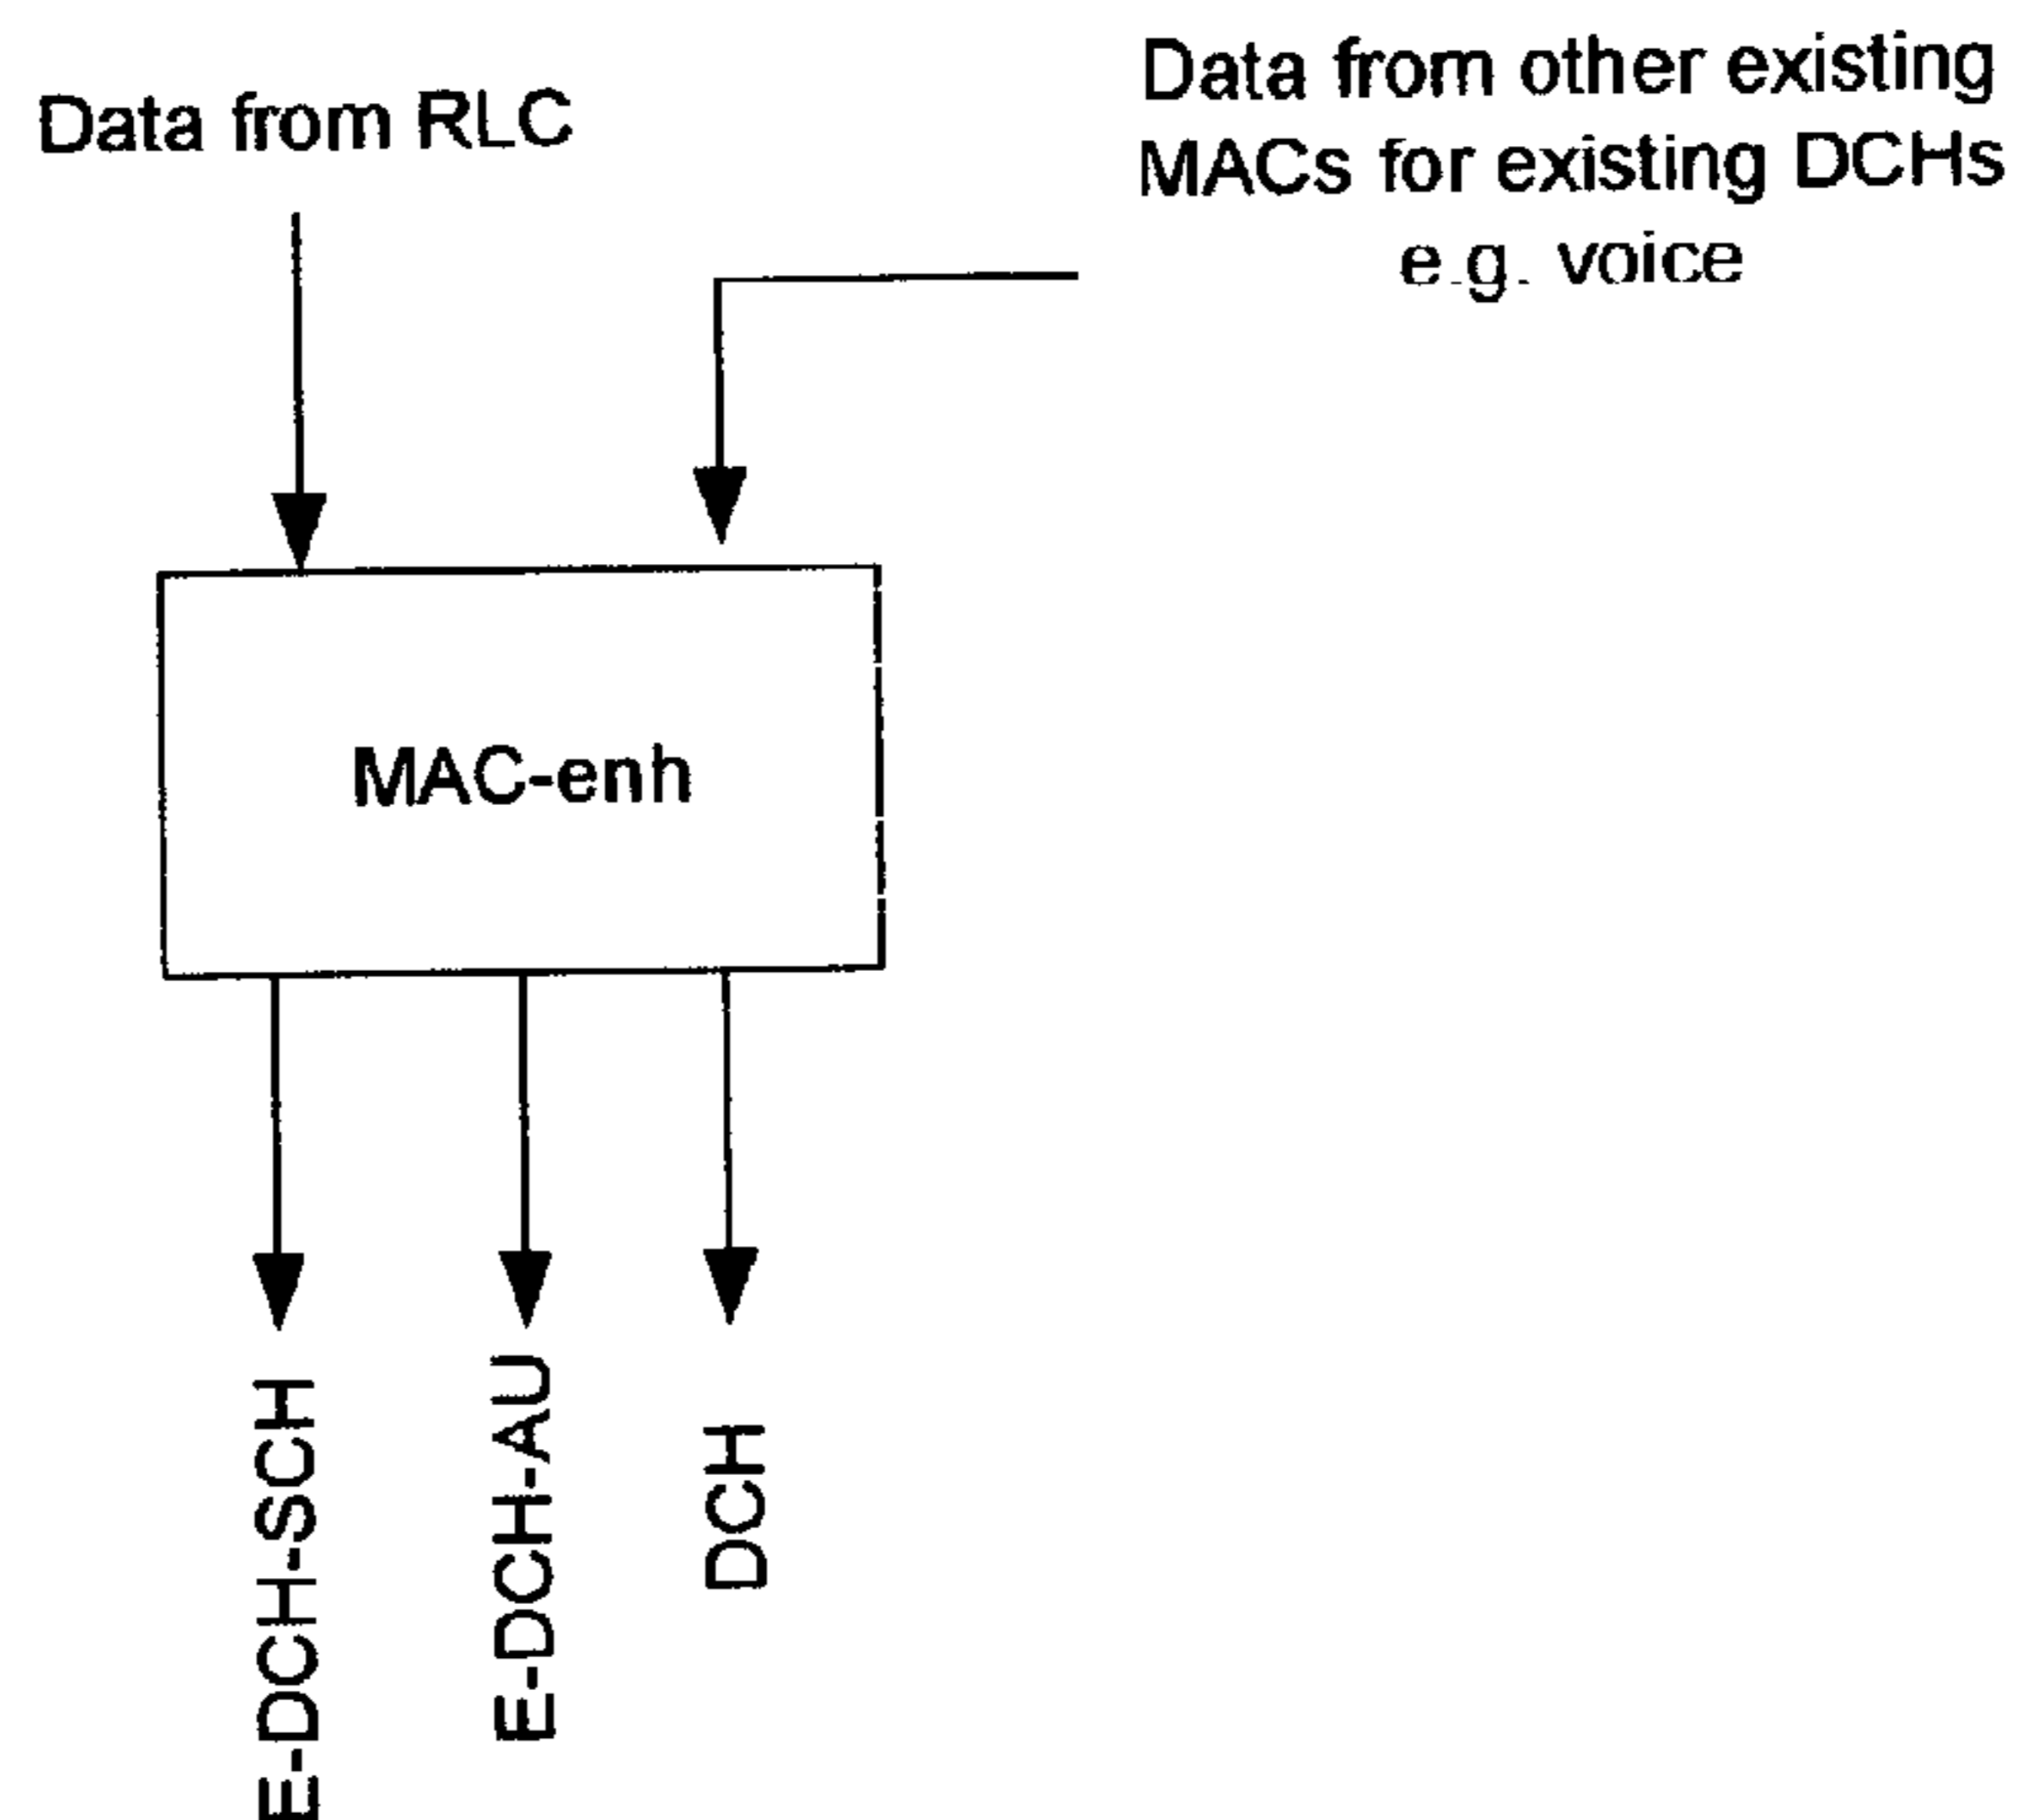 Data from RLC
Data from other existing
MACs for existing DCHs
e.g. voice
MAC-enh
E-DCH-SCH
E-DCH-AU
DCH